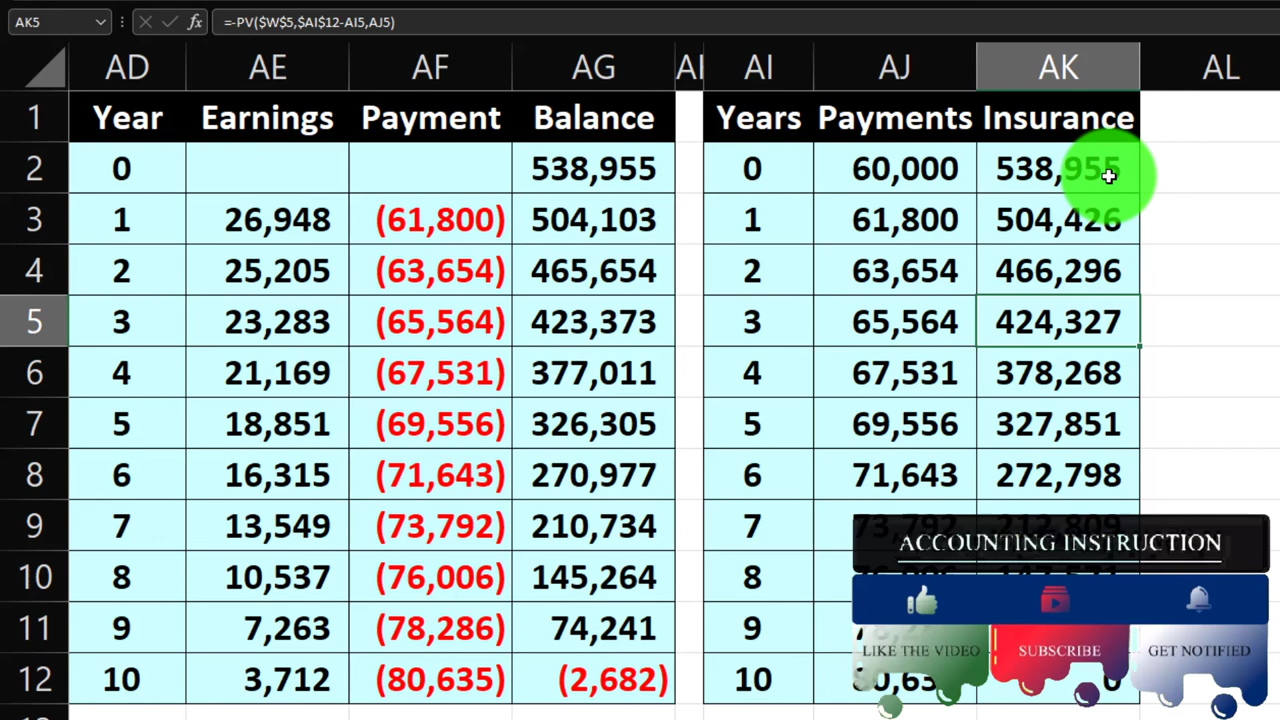 AK5 =-PV($W$5,$AI$12-AI5,AJ5)
AD AE AF AG AI AJ AK AL
1 Year Earnings Payment Balance Years Payments Insurance
2 0 538,955 0 60,000 538,955
3 1 26,948 (61,800) 504,103 1 61,800 504,426
4 2 25,205 (63,654) 465,654 2 63,654 466,296
5 3 23,283 (65,564) 423,373 3 65,564 424,327
6 4 21,169 (67,531) 377,011 4 67,531 378,268
7 5 18,851 (69,556) 326,305 5 69,556 327,851
8 6 16,315 (71,643) 270,977 6 71,643 272,798
9 7 13,549 (73,792) 210,734 7
ACCOUNTING INSTRUCTION
10 8 10,537 (76,006) 145,264 8
11 9 7,263 (78,286) 74,241 9
LIKE THE VIDEO SUBSCRIBE GET NOTIFIED
12 10 3,712 (80,635) (2,682) 10 0